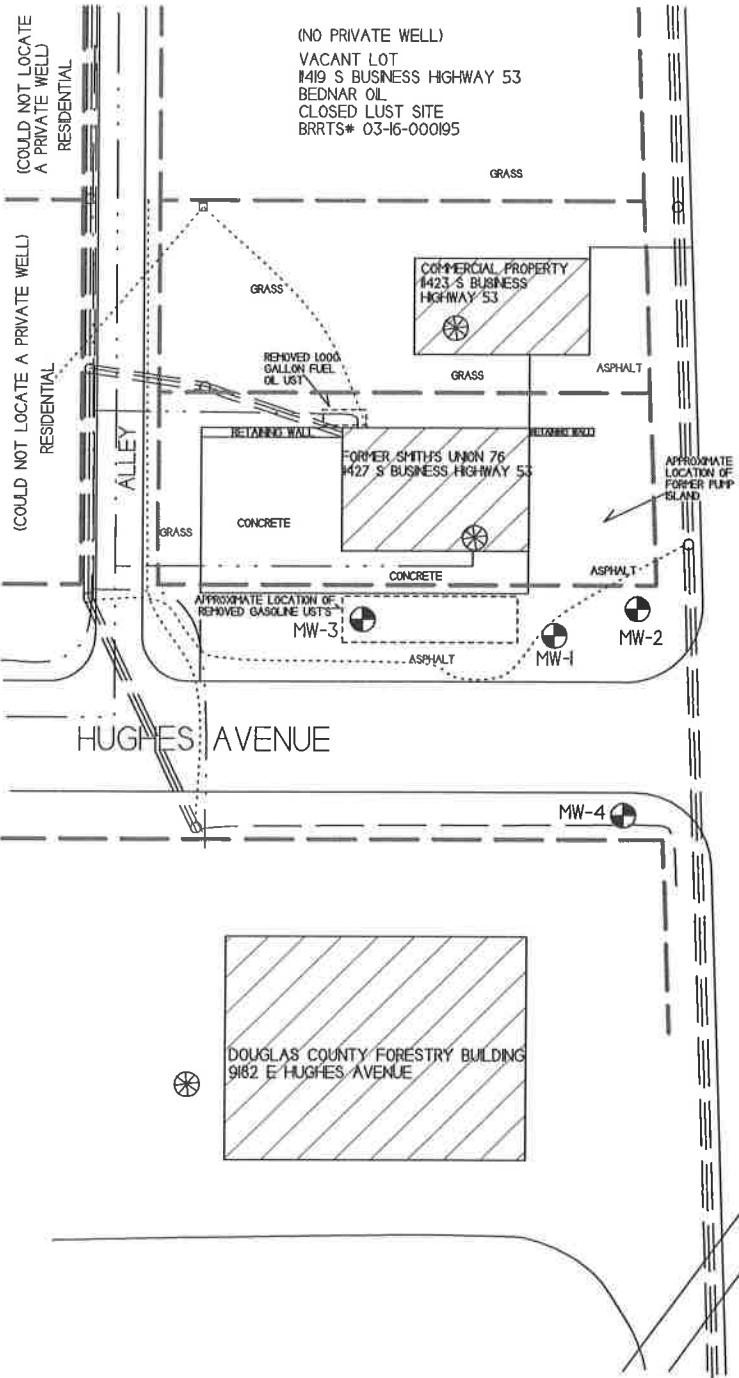 (COULD NOT LOCATE
A PRIVATE WELL)
RESIDENTIAL
(NO PRIVATE WELL)
VACANT LOT
11419 S BUSINESS HIGHWAY 53
BEDNAR OIL
CLOSED LUST SITE
BRRTS# 03-16-000195
GRASS
(COULD NOT LOCATE A PRIVATE WELL)
RESIDENTIAL
ALLEY
GRASS
COMMERCIAL PROPERTY
11423 S BUSINESS
HIGHWAY 53
REMOVED 1,000
GALLON FUEL
OIL UST
GRASS
ASPHALT
RETAINING WALL
RETAINING WALL
FORMER SMITH'S UNION 76
11427 S BUSINESS HIGHWAY 53
APPROXIMATE
LOCATION OF
FORMER PUMP
ISLAND
GRASS
CONCRETE
CONCRETE
ASPHALT
APPROXIMATE LOCATION OF
REMOVED GASOLINE USTS
MW-3
MW-1
MW-2
ASPHALT
HUGHES AVENUE
MW-4
DOUGLAS COUNTY FORESTRY BUILDING
9182 E HUGHES AVENUE